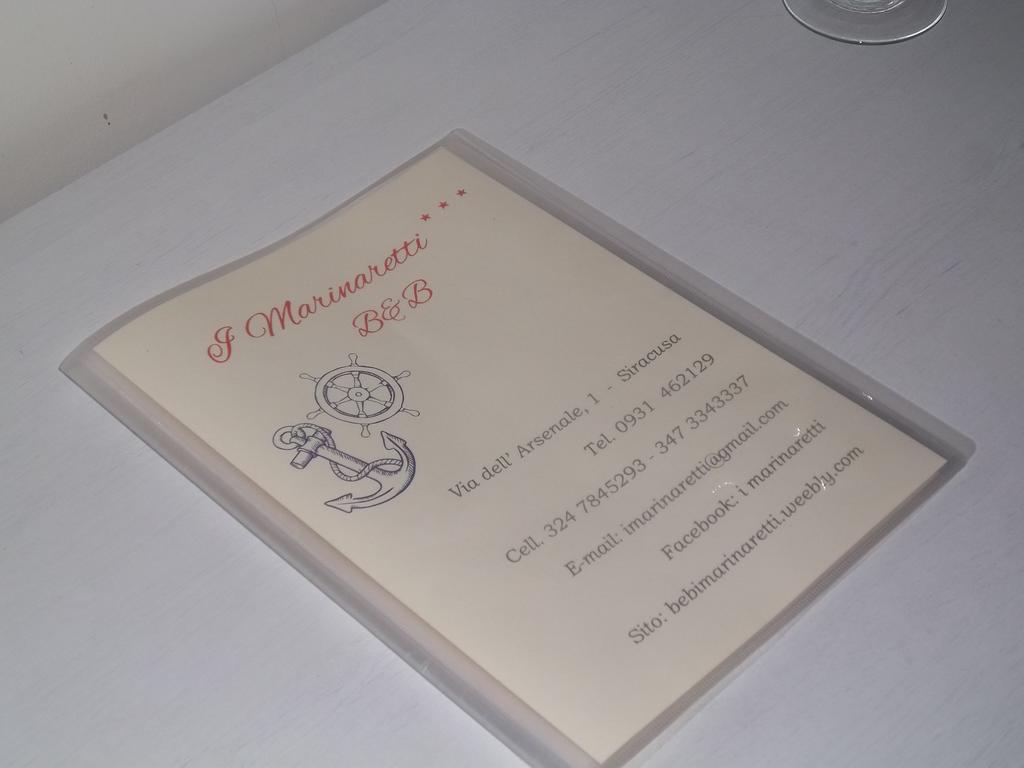 I Marinaretti ***
B&B
Via dell' Arsenale, 1 - Siracusa
Tel. 0931 462129
Cell. 324 7845293 - 347 3343337
E-mail: imarinaretti@gmail.com
Facebook: i marinaretti
Sito: bebimarinaretti.weebly.com